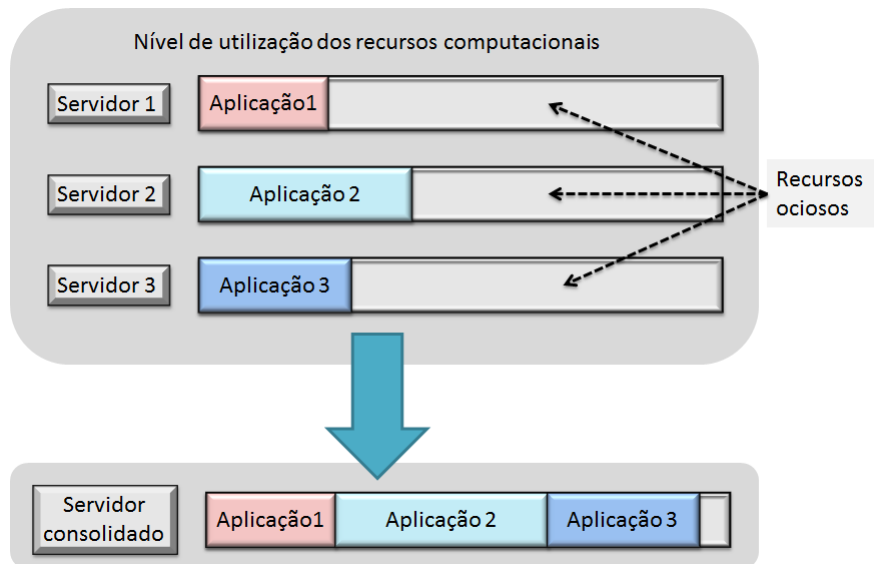 Nível de utilização dos recursos computacionais
Servidor 1
Aplicação1
Servidor 2
Aplicação 2
Recursos
ociosos
Servidor 3
Aplicação 3
Servidor
consolidado
Aplicação1
Aplicação 2
Aplicação 3